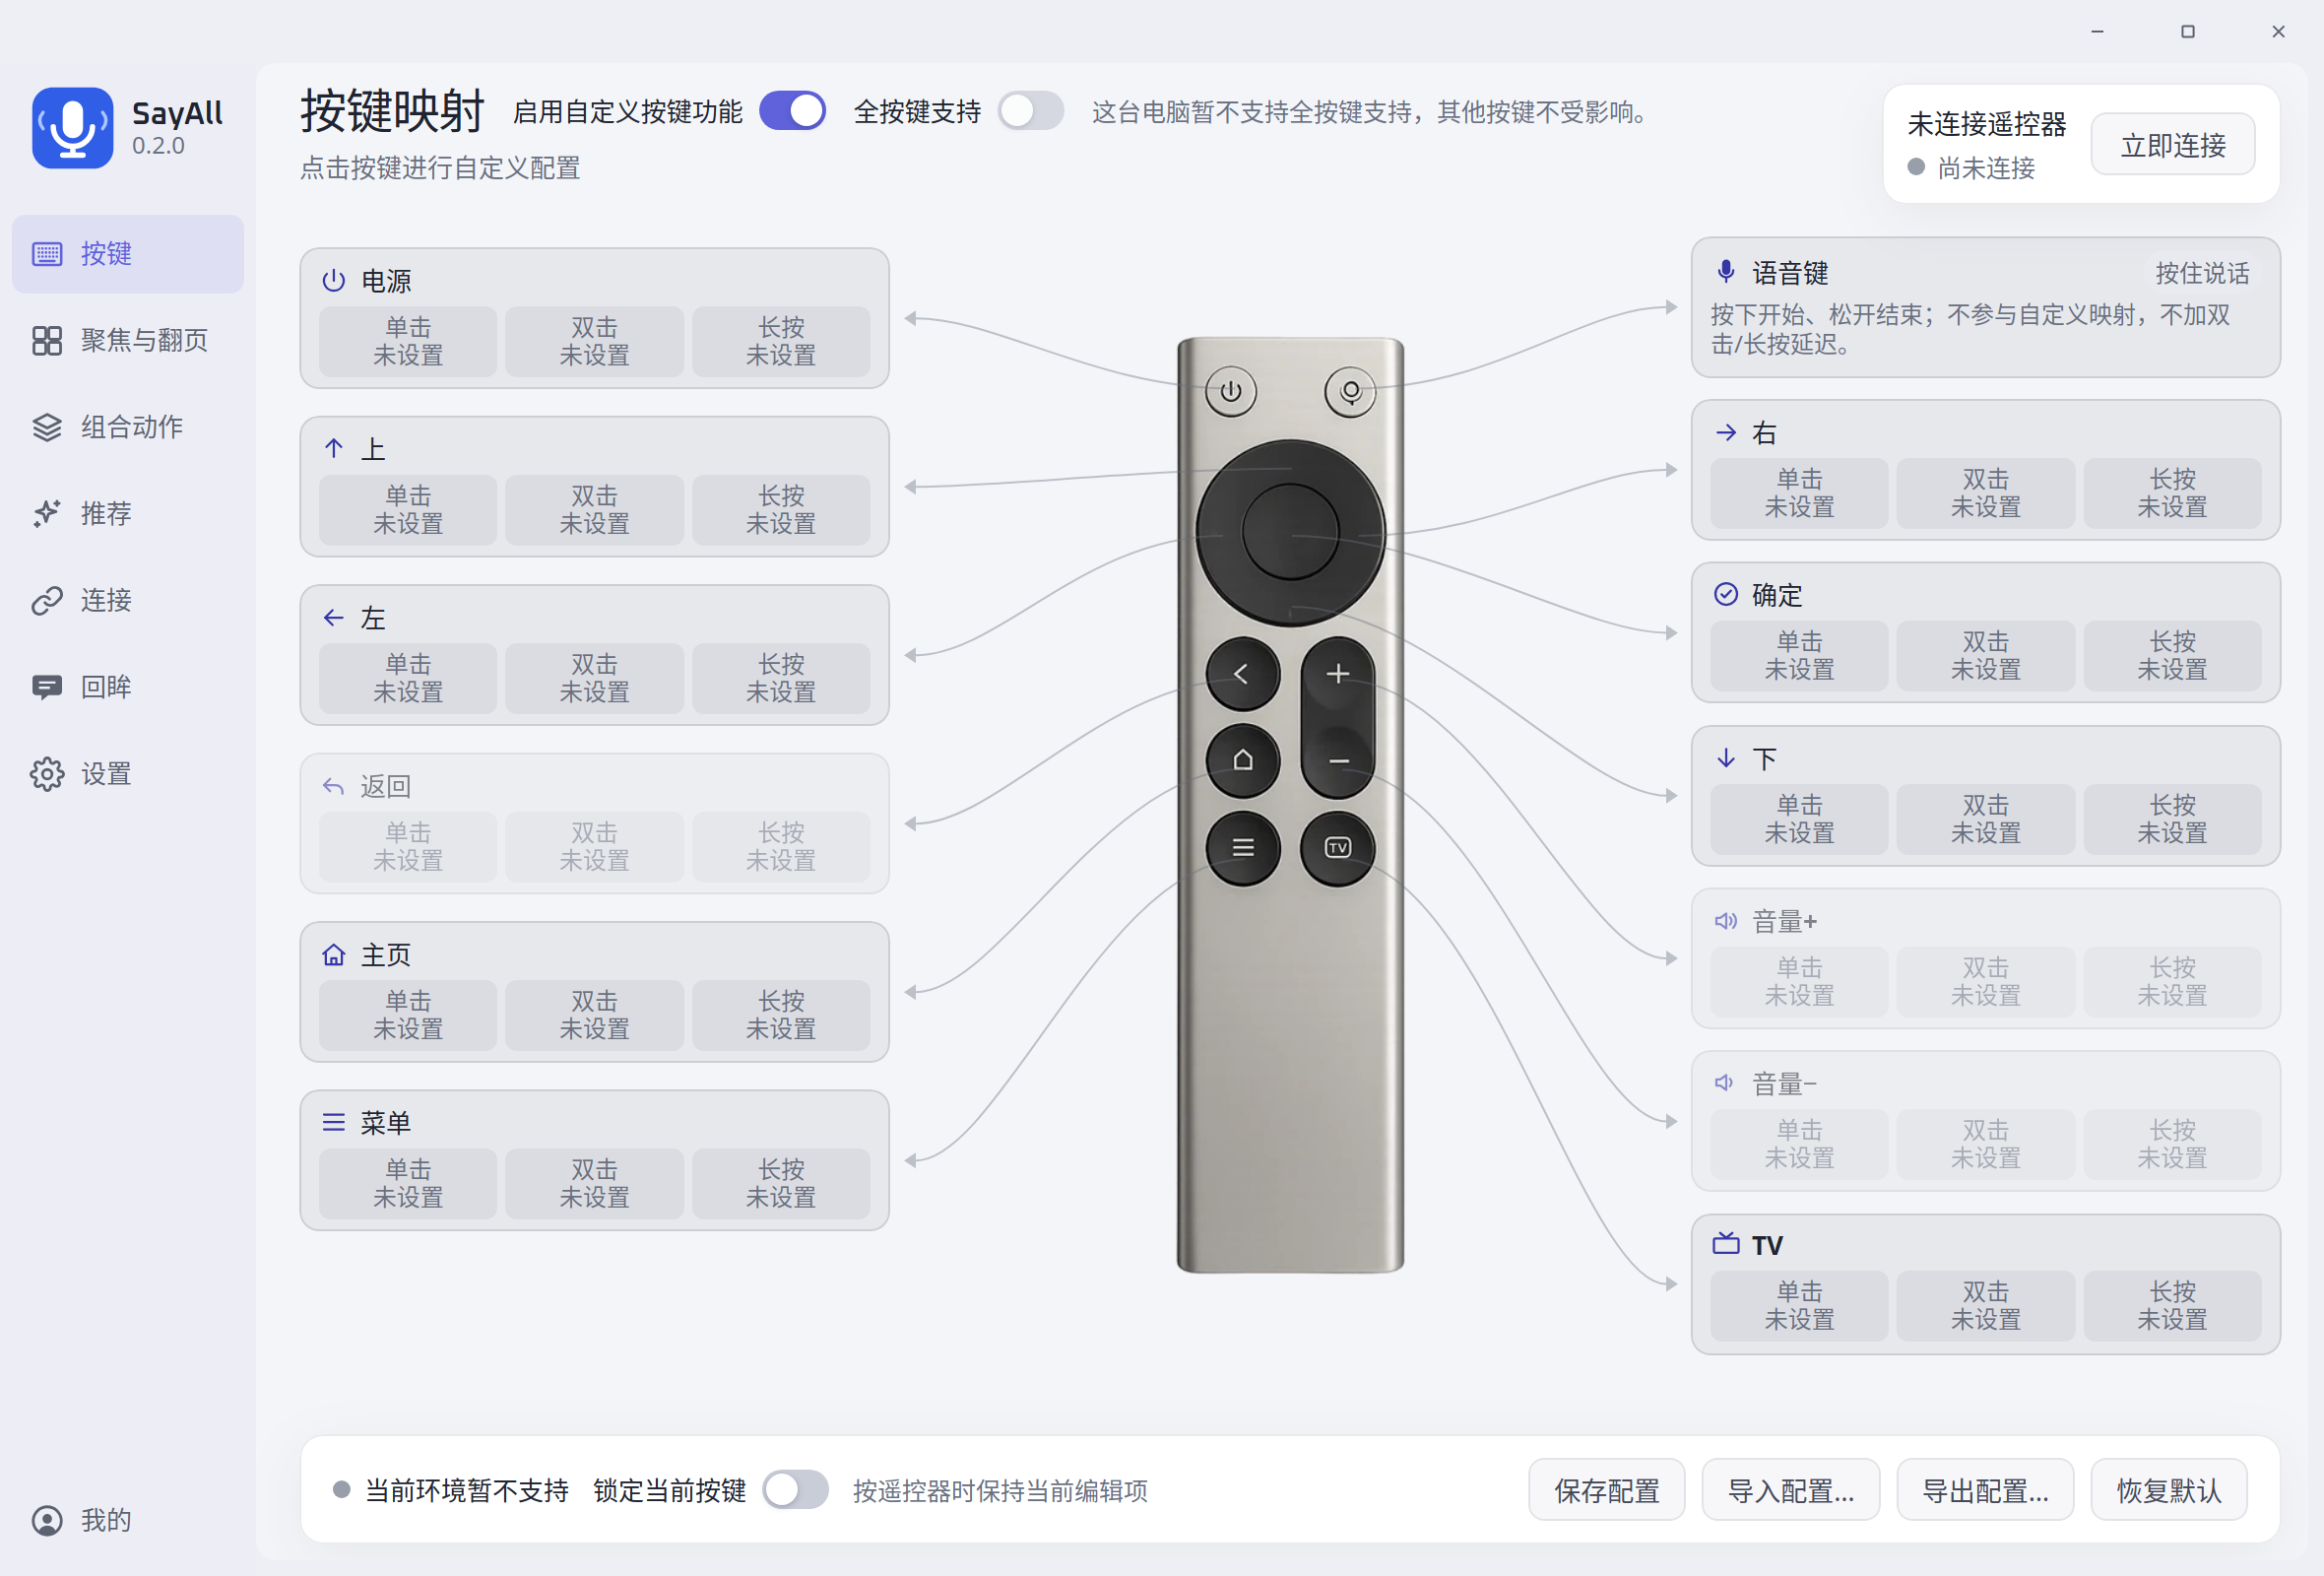 SayAll
0.2.0
按键
聚焦与翻页
组合动作
推荐
连接
回眸
设置
我的
按键映射
启用自定义按键功能
全按键支持
这台电脑暂不支持全按键支持，其他按键不受影响。
点击按键进行自定义配置
未连接遥控器
尚未连接
立即连接
电源
单击
未设置
双击
未设置
长按
未设置
上
单击
未设置
双击
未设置
长按
未设置
左
单击
未设置
双击
未设置
长按
未设置
返回
单击
未设置
双击
未设置
长按
未设置
主页
单击
未设置
双击
未设置
长按
未设置
菜单
单击
未设置
双击
未设置
长按
未设置
TV
语音键
按住说话
按下开始、松开结束；不参与自定义映射，不加双
击/长按延迟。
右
单击
未设置
双击
未设置
长按
未设置
确定
单击
未设置
双击
未设置
长按
未设置
下
单击
未设置
双击
未设置
长按
未设置
音量+
单击
未设置
双击
未设置
长按
未设置
音量−
单击
未设置
双击
未设置
长按
未设置
TV
单击
未设置
双击
未设置
长按
未设置
当前环境暂不支持
锁定当前按键
按遥控器时保持当前编辑项
保存配置
导入配置...
导出配置...
恢复默认